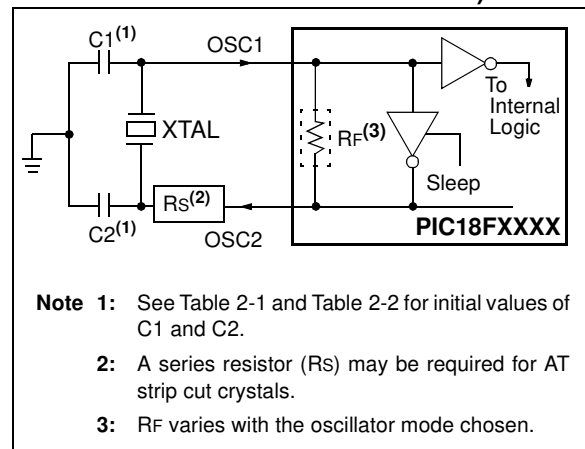 C1(1)
OSC1
To
Internal
Logic
XTAL
RF(3)
Sleep
C2(1)
RS(2)
OSC2
PIC18FXXXX
Note 1: See Table 2-1 and Table 2-2 for initial values of
C1 and C2.
2: A series resistor (RS) may be required for AT
strip cut crystals.
3: RF varies with the oscillator mode chosen.